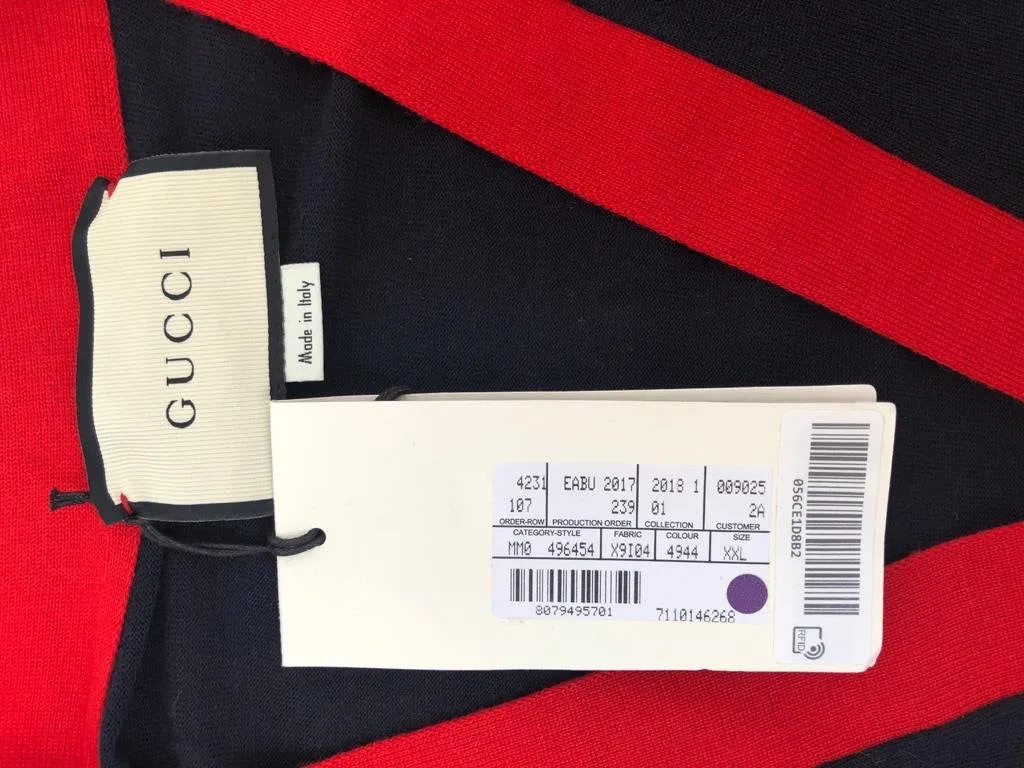 GUCCI
Made in Italy
4231 EABU 2017 2018 1 009025
107 239 01 2A
ORDER-ROW PRODUCTION ORDER COLLECTION CUSTOMER
CATEGORY-STYLE FABRIC COLOUR SIZE
MM0 496454 X9I04 4944 XXL
8079495701
7110146268
056CE1D8B2
RFID